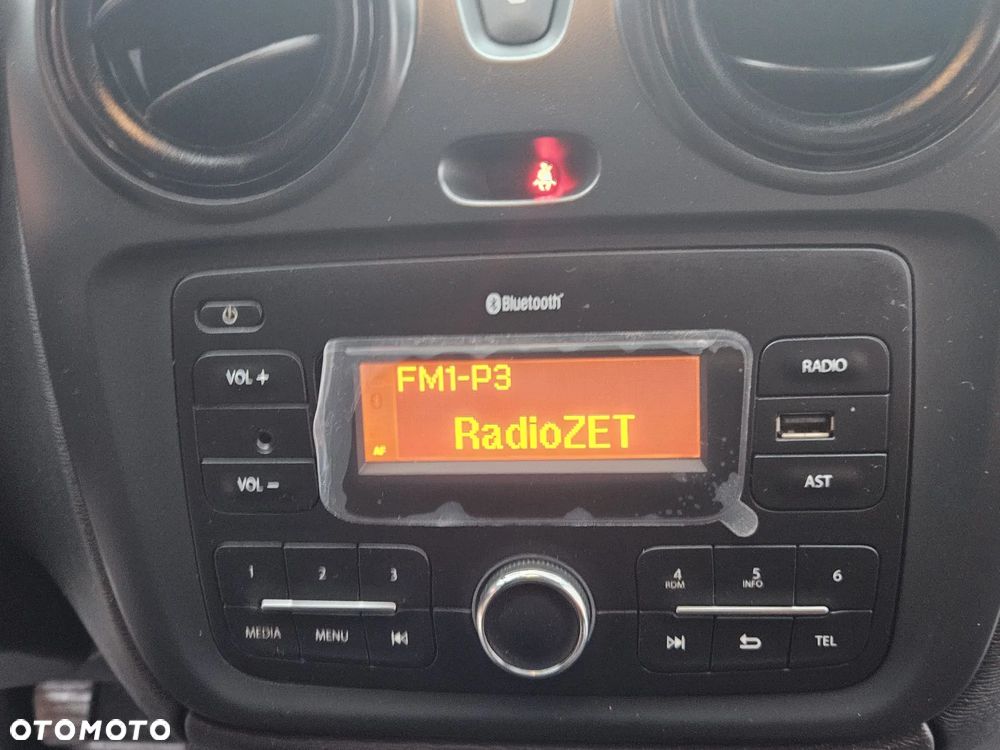 Bluetooth
VOL +
RADIO
FM1-P3
RadioZET
AF
VOL -
AST
1
2
3
4
RDM
5
INFO
6
MEDIA
MENU
TEL
OTOMOTO